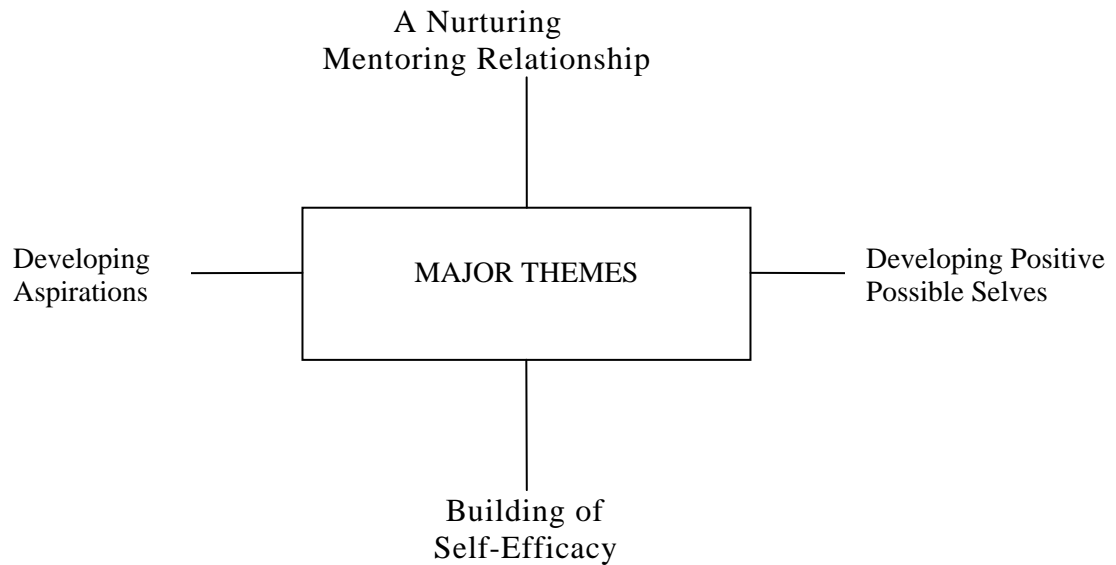 A Nurturing
Mentoring Relationship
Developing
Aspirations
MAJOR THEMES
Developing Positive
Possible Selves
Building of
Self-Efficacy